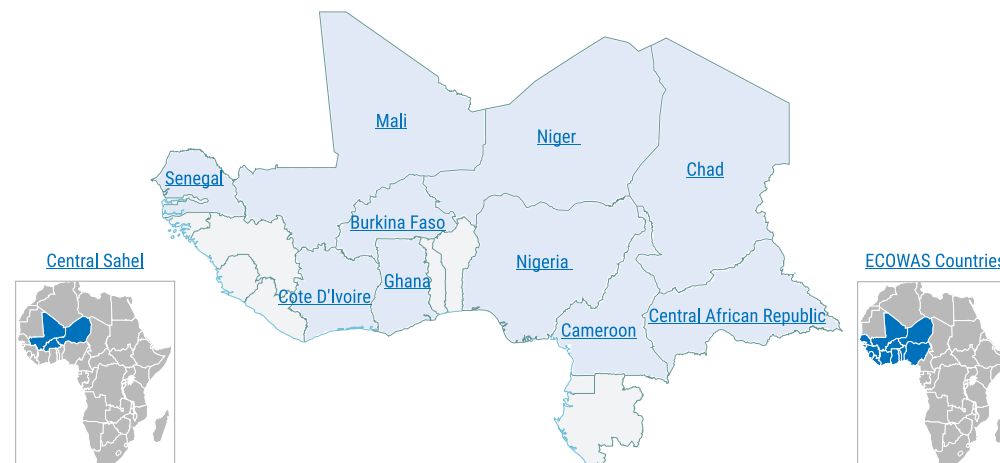 Mali
Niger
Chad
Senegal
Burkina Faso
Central Sahel
Nigeria
ECOWAS Countries
Ghana
Cote D'Ivoire
Central African Republic
Cameroon